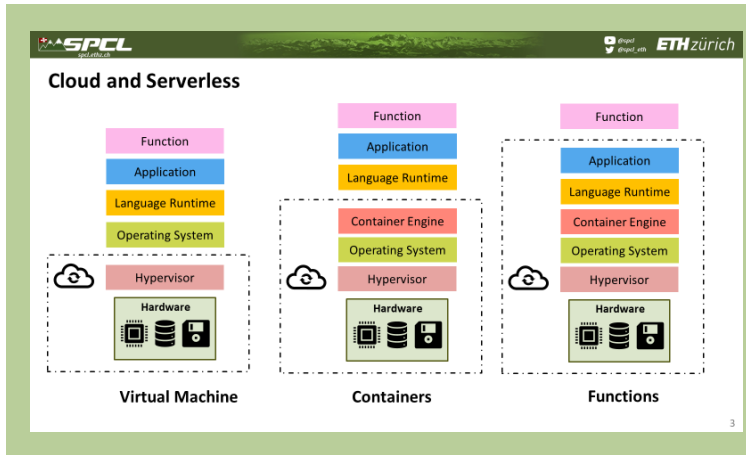 SPCL
spcl.ethz.ch
@spcl
@spcl_eth
ETH zürich
Cloud and Serverless
Function
Application
Language Runtime
Operating System
Hypervisor
Hardware
Virtual Machine
Function
Application
Language Runtime
Container Engine
Operating System
Hypervisor
Hardware
Containers
Function
Application
Language Runtime
Container Engine
Operating System
Hypervisor
Hardware
Functions
3